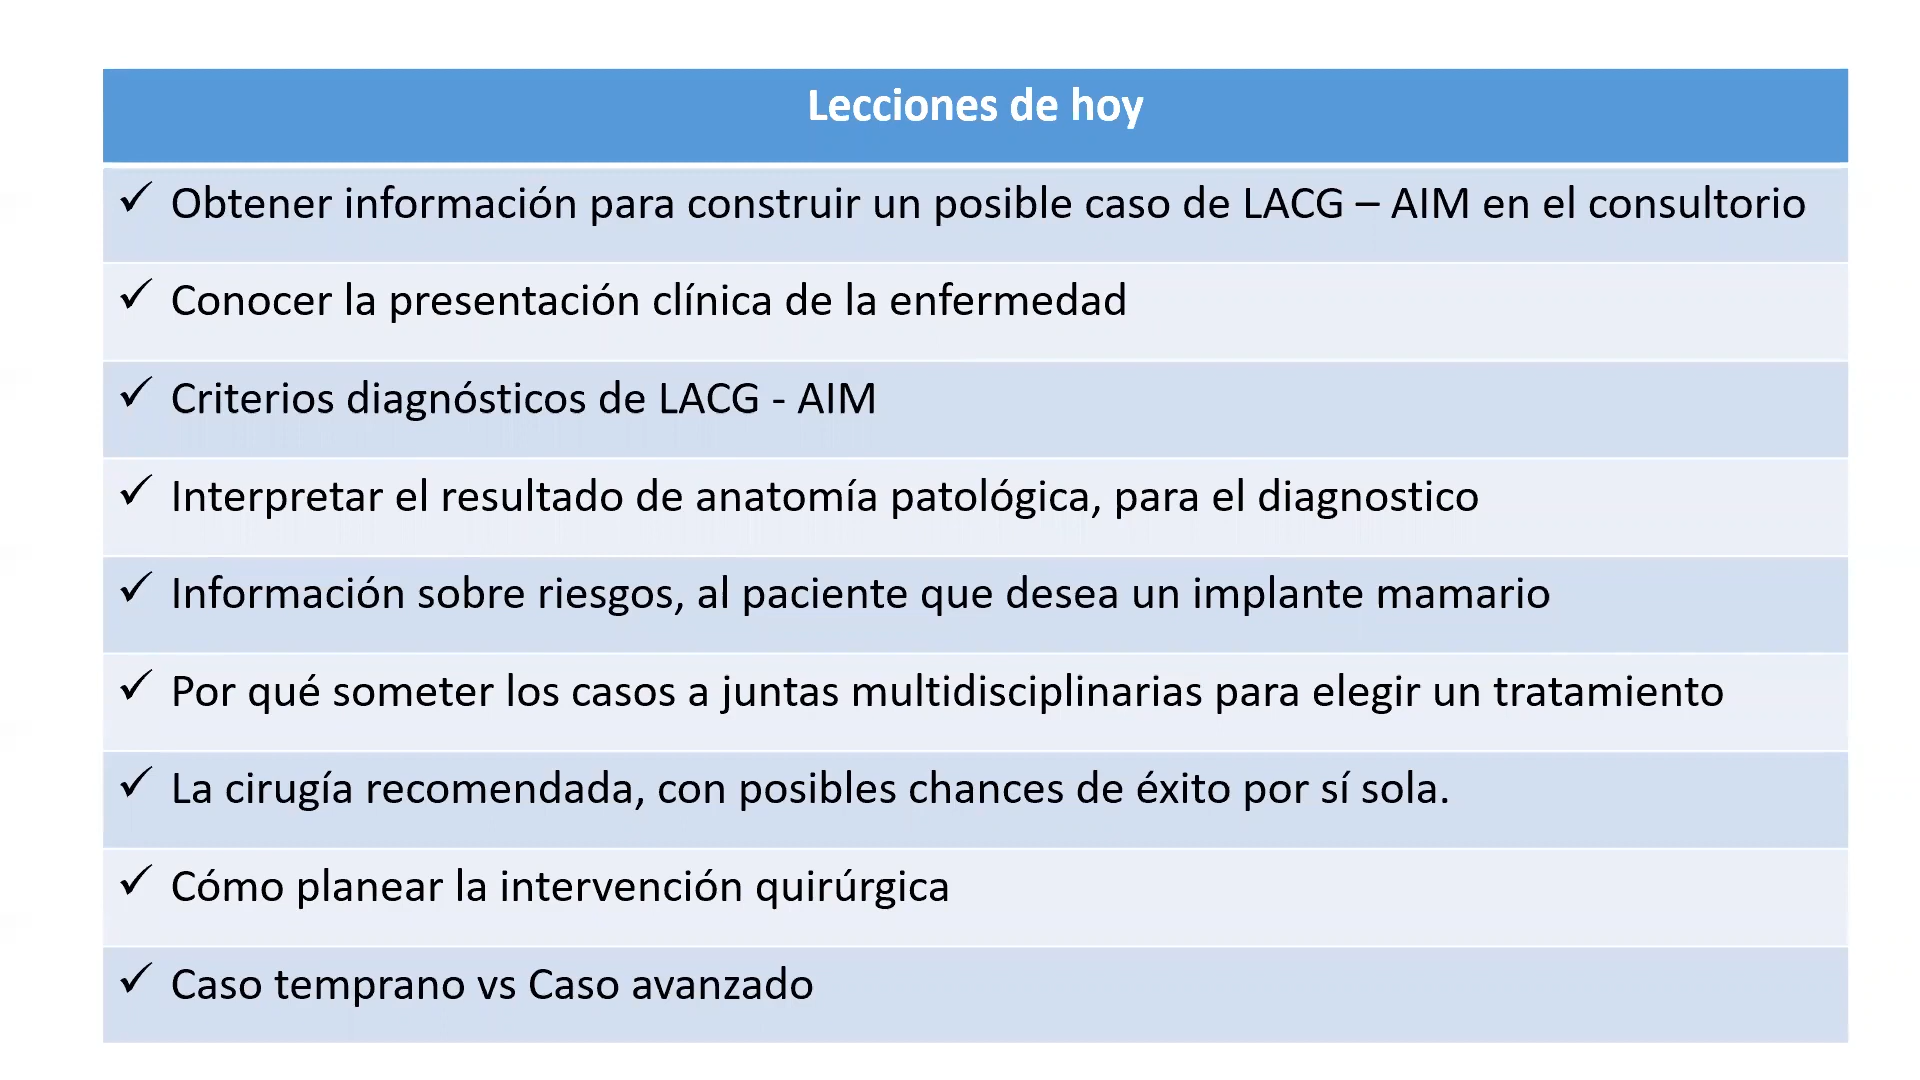 Lecciones de hoy
✓ Obtener información para construir un posible caso de LACG – AIM en el consultorio
✓ Conocer la presentación clínica de la enfermedad
✓ Criterios diagnósticos de LACG - AIM
✓ Interpretar el resultado de anatomía patológica, para el diagnostico
✓ Información sobre riesgos, al paciente que desea un implante mamario
✓ Por qué someter los casos a juntas multidisciplinarias para elegir un tratamiento
✓ La cirugía recomendada, con posibles chances de éxito por sí sola.
✓ Cómo planear la intervención quirúrgica
✓ Caso temprano vs Caso avanzado